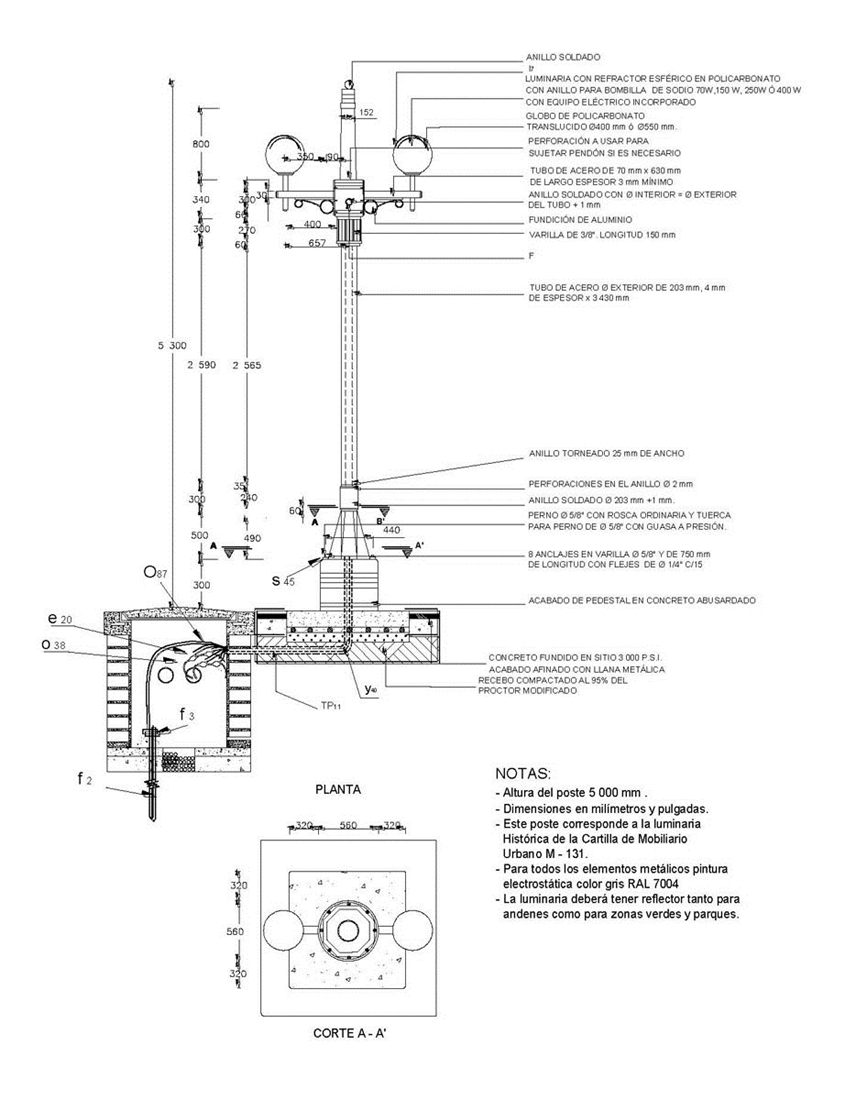 ANILLO SOLDADO
Ir
LUMINARIA CON REFRACTOR ESFÉRICO EN POLICARBONATO
CON ANILLO PARA BOMBILLA DE SODIO 70W,150 W, 250W Ó 400 W
CON EQUIPO ELÉCTRICO INCORPORADO
GLOBO DE POLICARBONATO
TRANSLUCIDO Ø400 mm ó Ø550 mm.
PERFORACIÓN A USAR PARA
SUJETAR PENDÓN SI ES NECESARIO
TUBO DE ACERO DE 70 mm x 630 mm
DE LARGO ESPESOR 3 mm MÍNIMO
ANILLO SOLDADO CON Ø INTERIOR = Ø EXTERIOR
DEL TUBO + 1 mm
FUNDICIÓN DE ALUMINIO
VARILLA DE 3/8". LONGITUD 150 mm
F
TUBO DE ACERO Ø EXTERIOR DE 203 mm, 4 mm
DE ESPESOR x 3 430 mm
ANILLO TORNEADO 25 mm DE ANCHO
PERFORACIONES EN EL ANILLO Ø 2 mm
ANILLO SOLDADO Ø 203 mm +1 mm.
PERNO Ø 5/8" CON ROSCA ORDINARIA Y TUERCA
PARA PERNO DE Ø 5/8" CON GUASA A PRESIÓN.
8 ANCLAJES EN VARILLA Ø 5/8" Y DE 750 mm
DE LONGITUD CON FLEJES DE Ø 1/4" C/15
ACABADO DE PEDESTAL EN CONCRETO ABUSARDADO
CONCRETO FUNDIDO EN SITIO 3 000 P.S.I.
ACABADO AFINADO CON LLANA METÁLICA
RECEBO COMPACTADO AL 95% DEL
PROCTOR MODIFICADO
152
800
350 90
340
300
30
300
66
270
60
400
657
5 300
2 590
2 565
300
35
240
60
A
B'
500
490
A
440
A'
300
S 45
O87
e 20
o 38
f 3
f 2
TP11
y40
PLANTA
320 560 320
320
560
320
CORTE A - A'
NOTAS:
- Altura del poste 5 000 mm .
- Dimensiones en milímetros y pulgadas.
- Este poste corresponde a la luminaria
Histórica de la Cartilla de Mobiliario
Urbano M - 131.
- Para todos los elementos metálicos pintura
electrostática color gris RAL 7004
- La luminaria deberá tener reflector tanto para
andenes como para zonas verdes y parques.